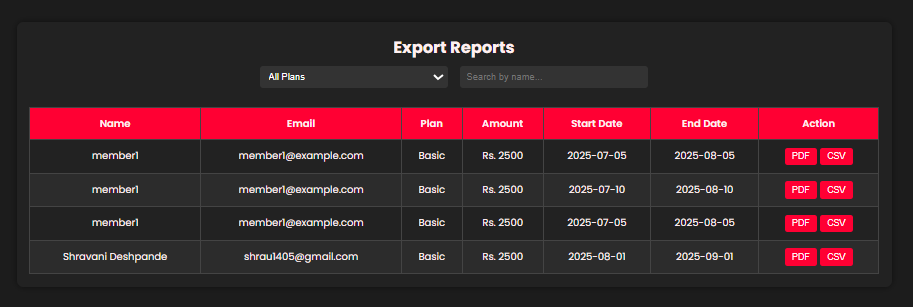 Export Reports
All Plans Search by name...
Name Email Plan Amount Start Date End Date Action
member1 member1@example.com Basic Rs. 2500 2025-07-05 2025-08-05 PDF CSV
member1 member1@example.com Basic Rs. 2500 2025-07-10 2025-08-10 PDF CSV
member1 member1@example.com Basic Rs. 2500 2025-07-05 2025-08-05 PDF CSV
Shravani Deshpande shrau1405@gmail.com Basic Rs. 2500 2025-08-01 2025-09-01 PDF CSV